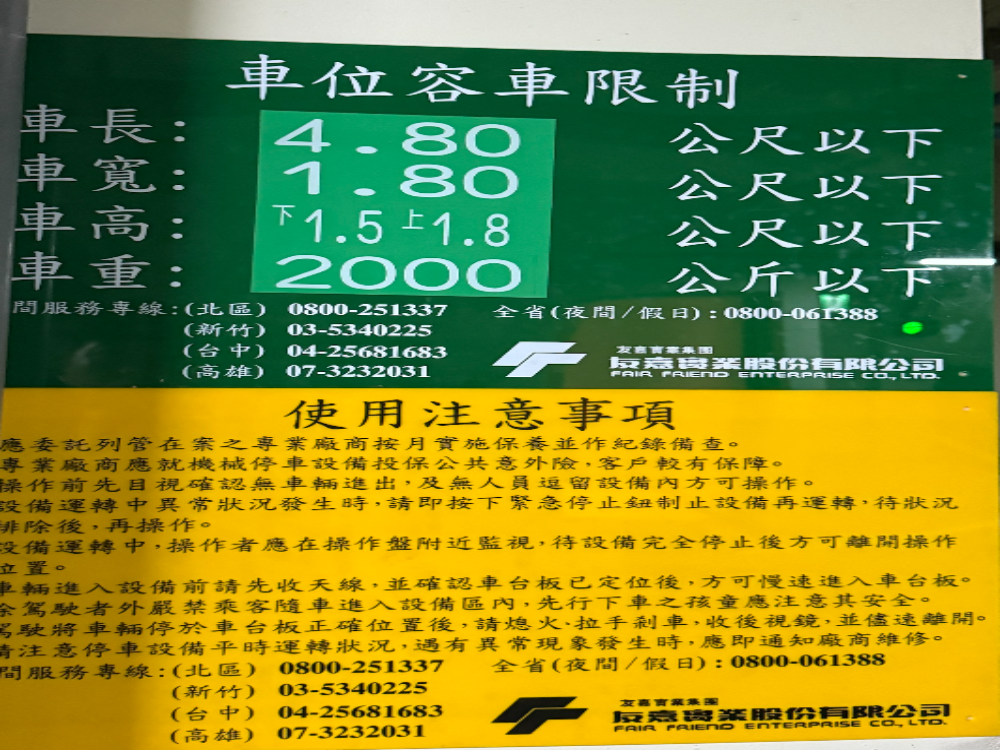 車位容車限制
車長: 4.80 公尺以下
車寬: 1.80 公尺以下
車高: 下1.5 上1.8 公尺以下
車重: 2000 公斤以下
間服務專線:(北區) 0800-251337 全省(夜間/假日):0800-061388
(新竹) 03-5340225
(台中) 04-25681683
(高雄) 07-3232031
友嘉實業集團
友嘉實業股份有限公司
FAIR FRIEND ENTERPRISE CO., LTD.
使用注意事項
應委託列管在案之專業廠商按月實施保養並作紀錄備查。
專業廠商應就機械停車設備投保公共意外險,客戶較有保障。
操作前先目視確認無車輛進出,及無人員逗留設備內方可操作。
設備運轉中異常狀況發生時,請即按下緊急停止鈕制止設備再運轉,待狀況
排除後,再操作。
設備運轉中,操作者應在操作盤附近監視,待設備完全停止後方可離開操作
位置。
車輛進入設備前請先收天線,並確認車台板已定位後,方可慢速進入車台板。
除駕駛者外嚴禁乘客隨車進入設備區內,先行下車之孩童應注意其安全。
駕駛將車輛停於車台板正確位置後,請熄火、拉手剎車,收後視鏡,並儘速離開。
請注意停車設備平時運轉狀況,遇有異常現象發生時,應即通知廠商維修。
間服務專線:(北區) 0800-251337 全省(夜間/假日):0800-061388
(新竹) 03-5340225
(台中) 04-25681683
(高雄) 07-3232031
友嘉實業集團
友嘉實業股份有限公司
FAIR FRIEND ENTERPRISE CO., LTD.